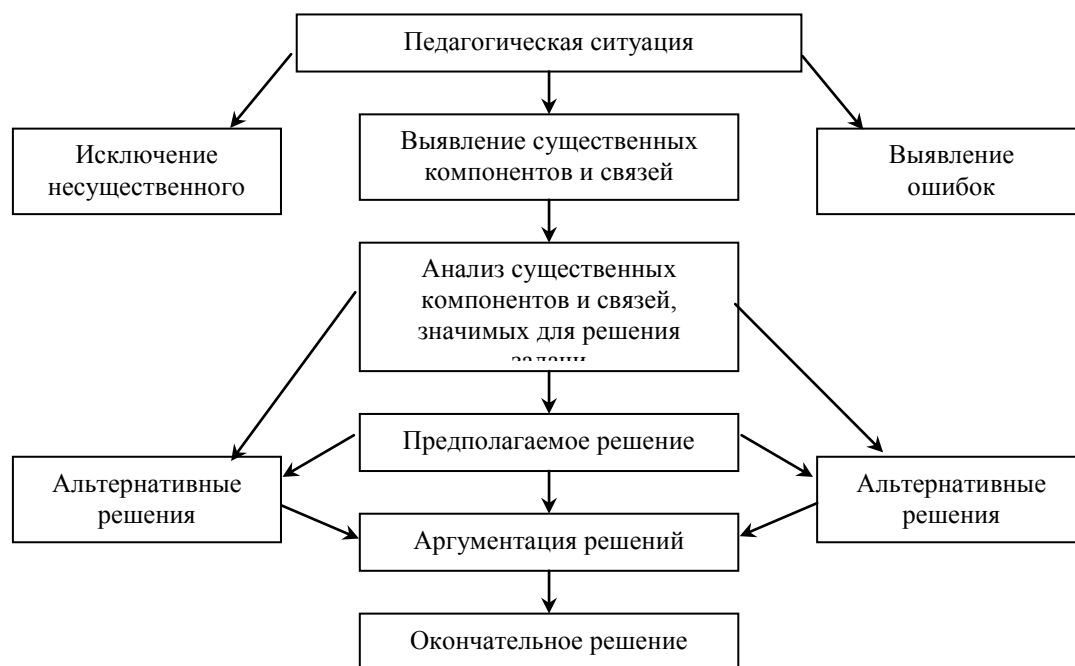 Педагогическая ситуация
Исключение
несущественного
Выявление существенных
компонентов и связей
Выявление
ошибок
Анализ существенных
компонентов и связей,
значимых для решения
задачи
Предполагаемое решение
Альтернативные
решения
Альтернативные
решения
Аргументация решений
Окончательное решение